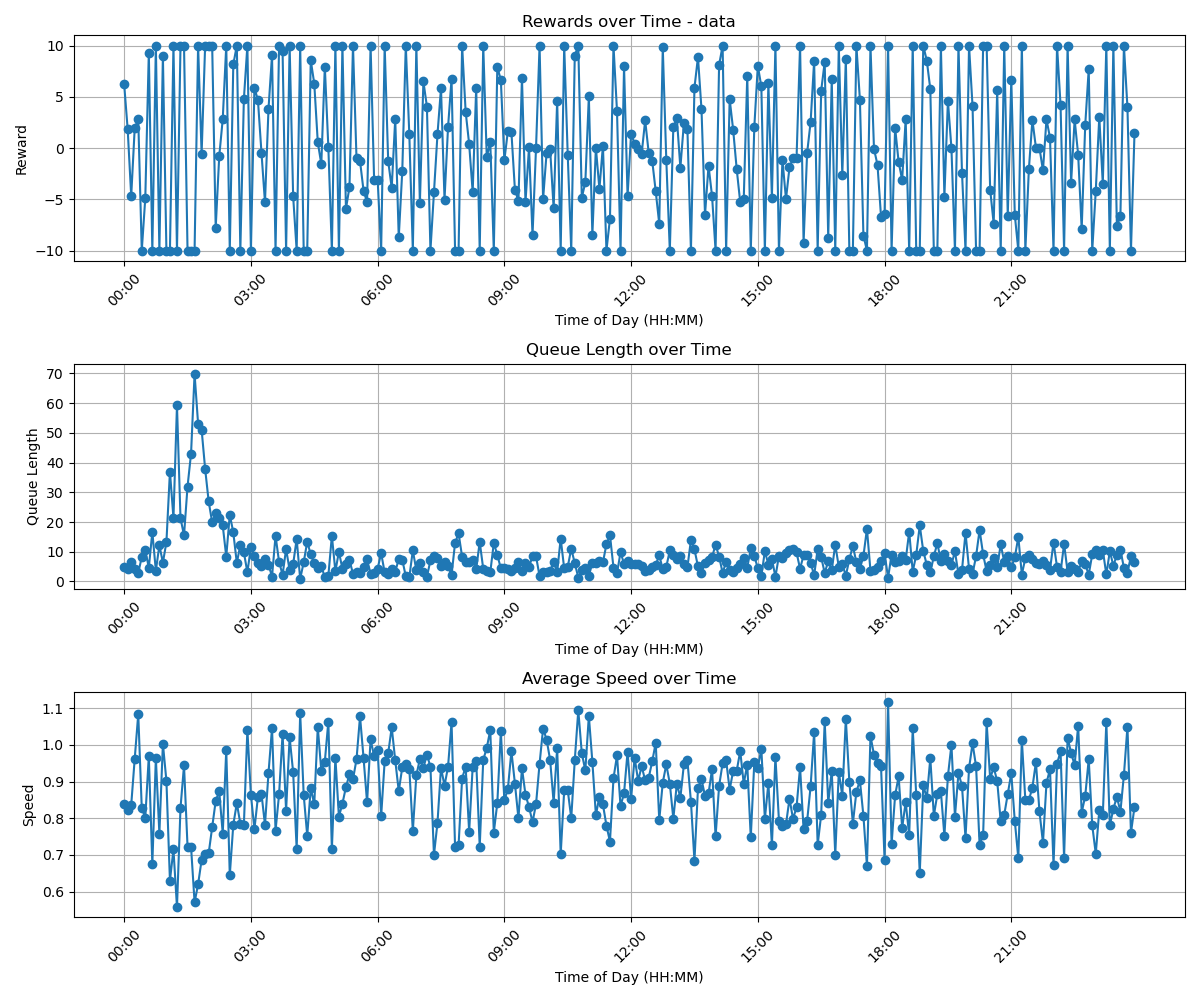 Rewards over Time - data
10
5
0
−5
−10
Reward
00:00 03:00 06:00 09:00 12:00 15:00 18:00 21:00
Time of Day (HH:MM)
Queue Length over Time
70
60
50
40
30
20
10
0
Queue Length
00:00 03:00 06:00 09:00 12:00 15:00 18:00 21:00
Time of Day (HH:MM)
Average Speed over Time
1.1
1.0
0.9
0.8
0.7
0.6
Speed
00:00 03:00 06:00 09:00 12:00 15:00 18:00 21:00
Time of Day (HH:MM)